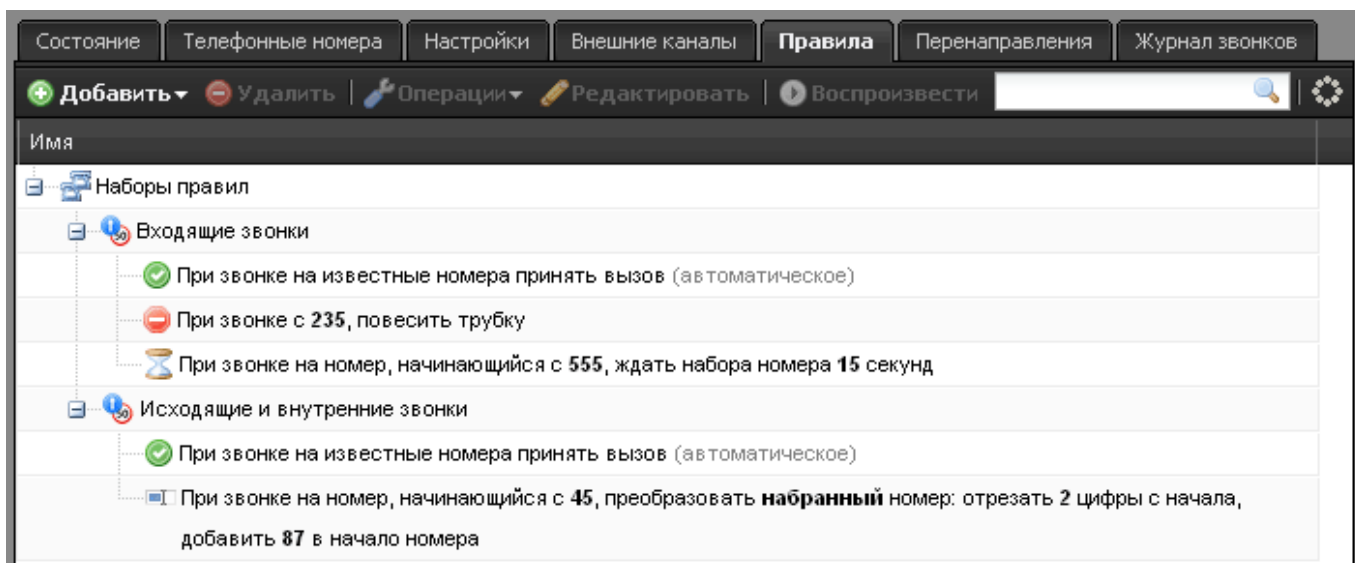 Состояние Телефонные номера Настройки Внешние каналы Правила Перенаправления Журнал звонков
Добавить Удалить Операции Редактировать Воспроизвести
Имя
Наборы правил
Входящие звонки
При звонке на известные номера принять вызов (автоматическое)
При звонке с 235, повесить трубку
При звонке на номер, начинающийся с 555, ждать набора номера 15 секунд
Исходящие и внутренние звонки
При звонке на известные номера принять вызов (автоматическое)
При звонке на номер, начинающийся с 45, преобразовать набранный номер: отрезать 2 цифры с начала,
добавить 87 в начало номера